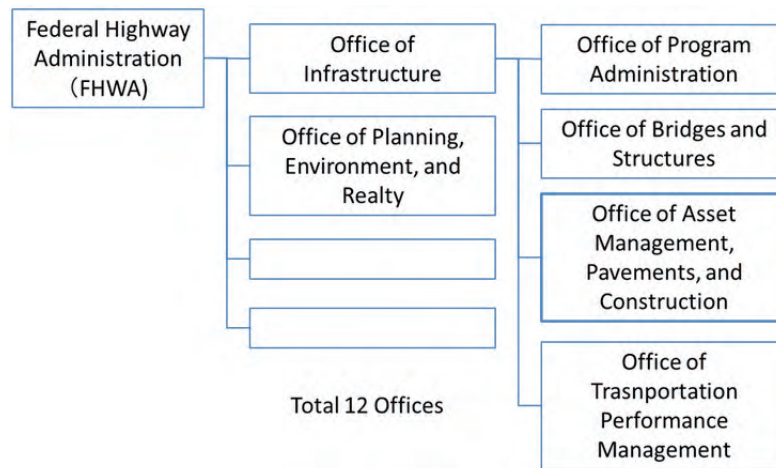 Federal Highway
Administration
（FHWA)
Office of
Infrastructure
Office of Planning,
Environment, and
Realty
Total 12 Offices
Office of Program
Administration
Office of Bridges and
Structures
Office of Asset
Management,
Pavements, and
Construction
Office of
Trasnportation
Performance
Management